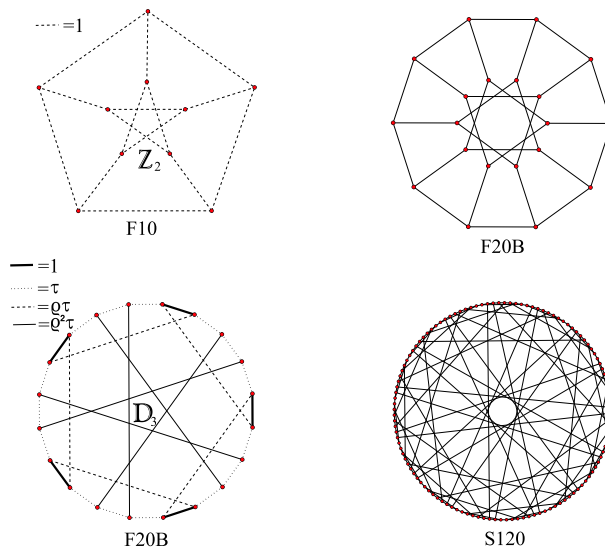 =1
ℤ₂
F10
F20B
=1
=τ
=ϱτ
=ϱ²τ
D₃
F20B
S120